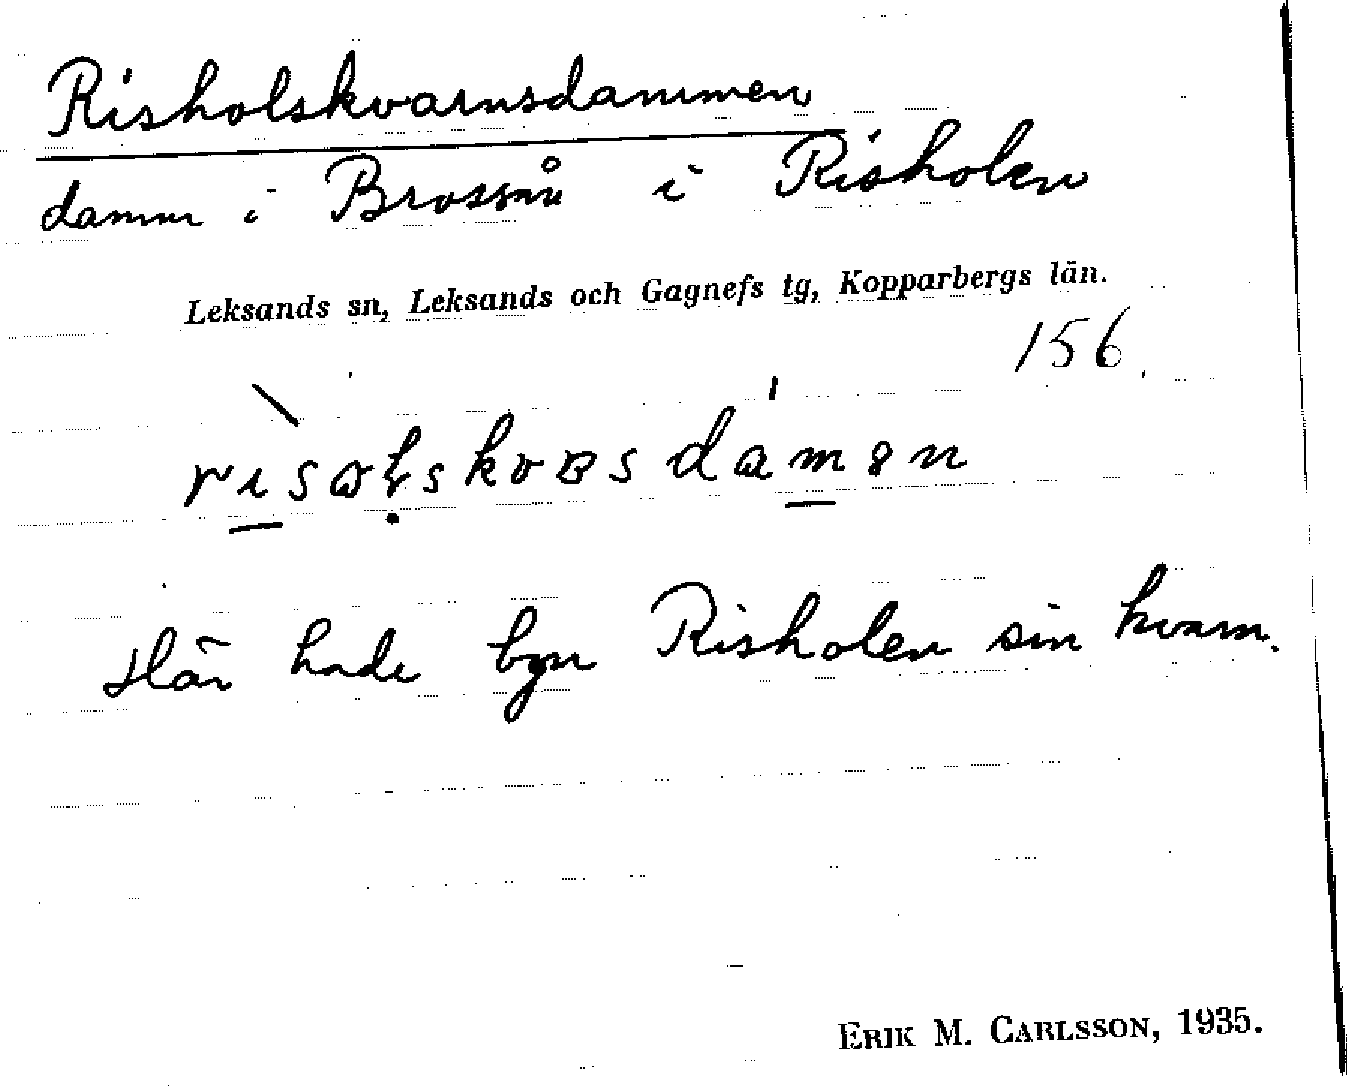 Risholskvarnsdammen
damm i Brossån i Risholen
Leksands sn, Leksands och Gagnefs tg, Kopparbergs län.
156.
Här hade byn Risholen sin kvarn.
ERIK M. CARLSSON, 1935.